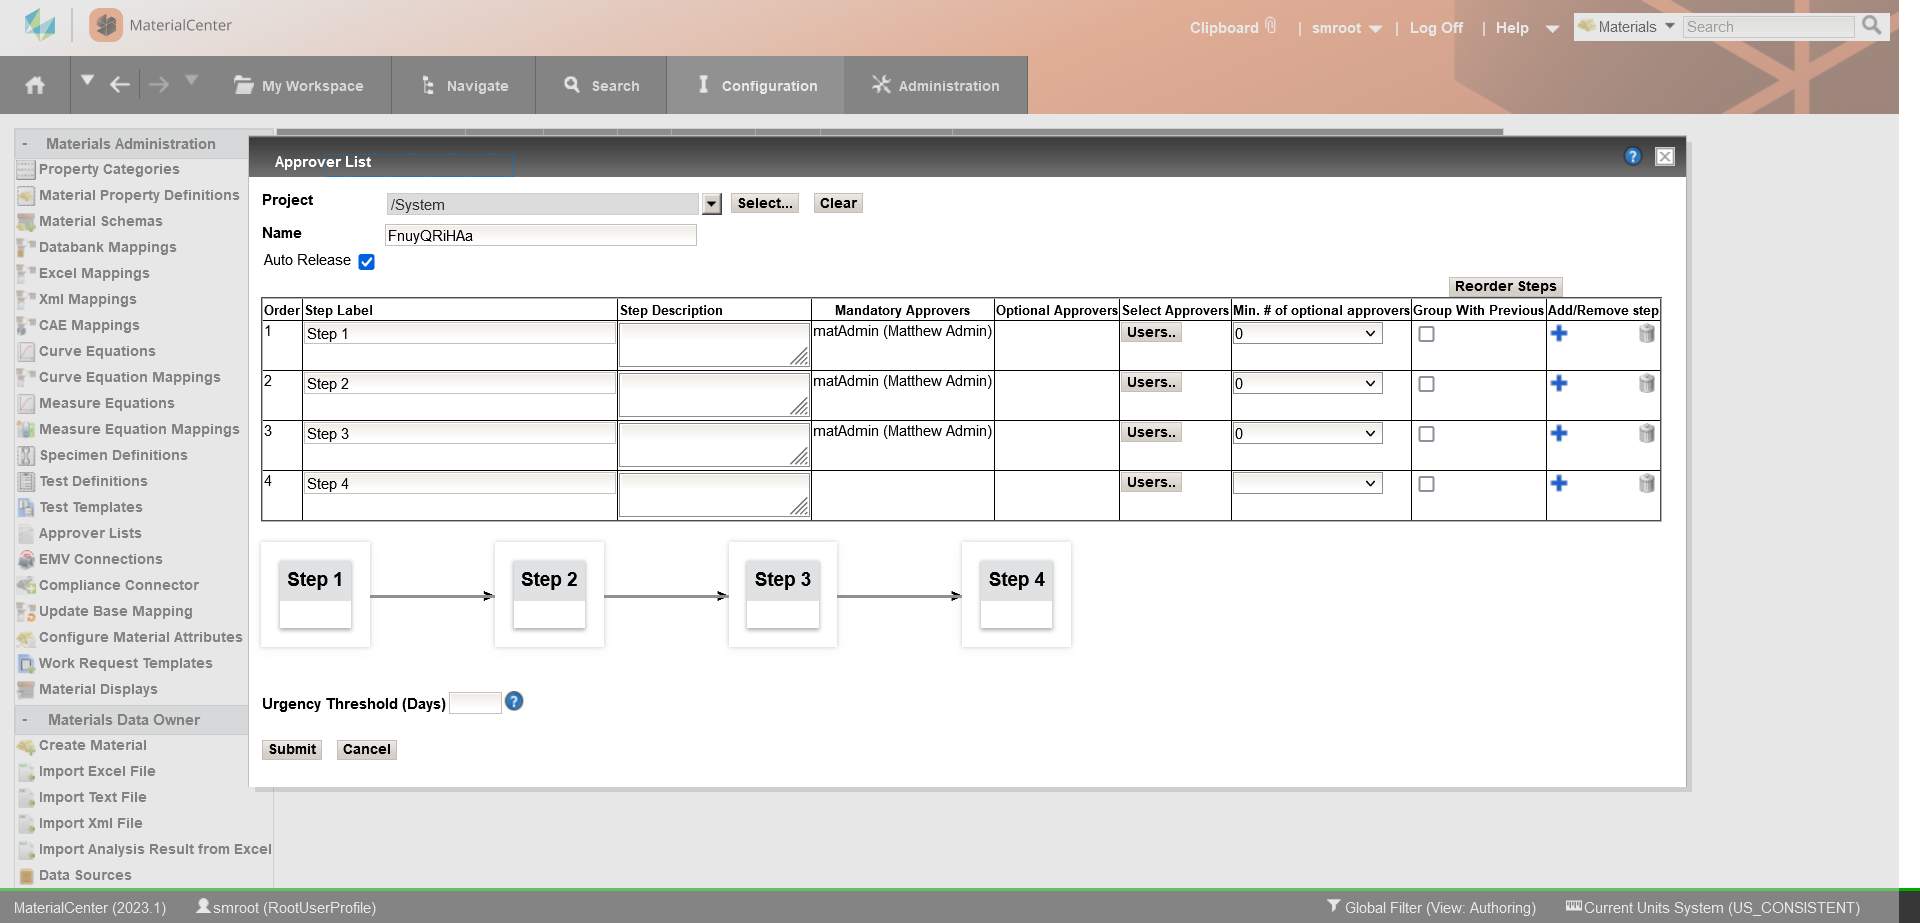 MaterialCenter
Clipboard | smroot | Log Off | Help
Materials Search
My Workspace Navigate Search Configuration Administration
- Materials Administration
Property Categories
Material Property Definitions
Material Schemas
Databank Mappings
Excel Mappings
Xml Mappings
CAE Mappings
Curve Equations
Curve Equation Mappings
Measure Equations
Measure Equation Mappings
Specimen Definitions
Test Definitions
Test Templates
Approver Lists
EMV Connections
Compliance Connector
Update Base Mapping
Configure Material Attributes
Work Request Templates
Material Displays
- Materials Data Owner
Create Material
Import Excel File
Import Text File
Import Xml File
Import Analysis Result from Excel
Data Sources
Approver List
?
Project /System Select... Clear
Name FnuyQRiHAa
Auto Release
Reorder Steps
Order Step Label Step Description Mandatory Approvers Optional Approvers Select Approvers Min. # of optional approvers Group With Previous Add/Remove step
1 Step 1 matAdmin (Matthew Admin) Users.. 0
2 Step 2 matAdmin (Matthew Admin) Users.. 0
3 Step 3 matAdmin (Matthew Admin) Users.. 0
4 Step 4 Users..
Step 1 Step 2 Step 3 Step 4
Urgency Threshold (Days) ?
Submit Cancel
MaterialCenter (2023.1) smroot (RootUserProfile) Global Filter (View: Authoring) Current Units System (US_CONSISTENT)